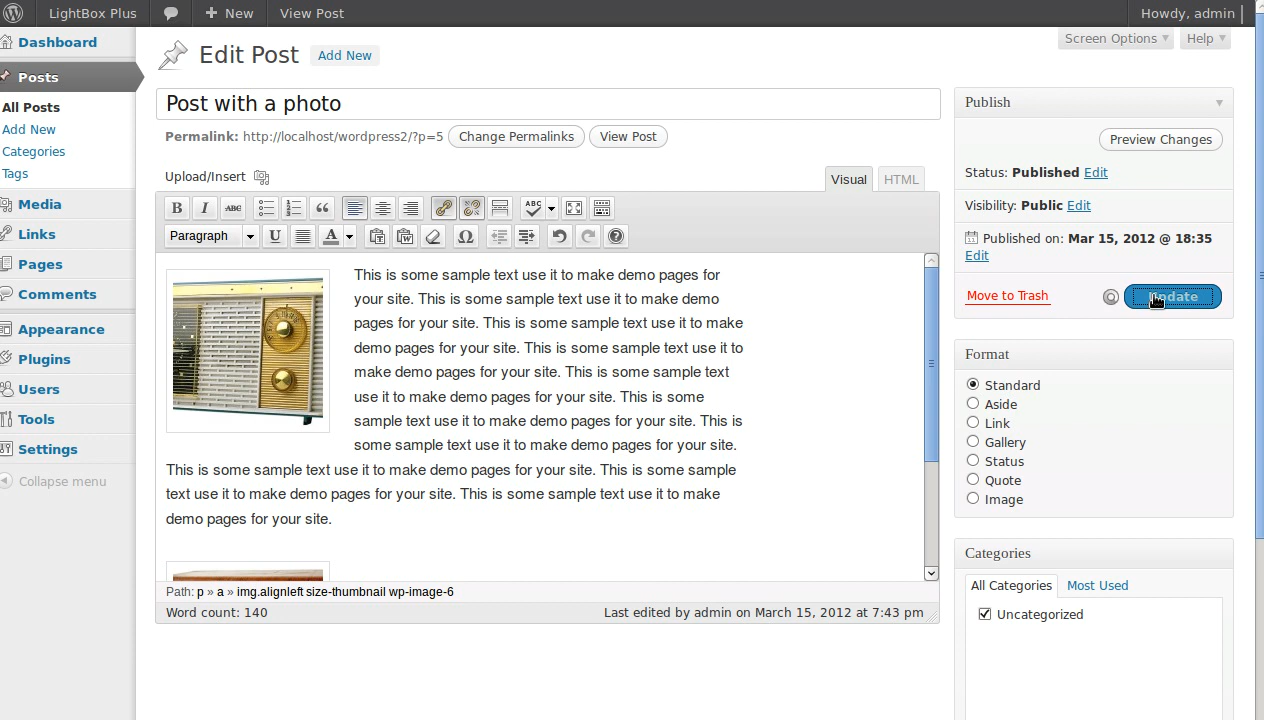 LightBox Plus
+ New
View Post
Howdy, admin
Dashboard
Posts
All Posts
Add New
Categories
Tags
Media
Links
Pages
Comments
Appearance
Plugins
Users
Tools
Settings
Collapse menu
Screen Options
Help
Edit Post
Add New
Post with a photo
Permalink: http://localhost/wordpress2/?p=5
Change Permalinks
View Post
Upload/Insert
Visual
HTML
B
I
ABC
ABC
Paragraph
U
A
This is some sample text use it to make demo pages for
your site. This is some sample text use it to make demo
pages for your site. This is some sample text use it to make
demo pages for your site. This is some sample text use it to
make demo pages for your site. This is some sample text
use it to make demo pages for your site. This is some
sample text use it to make demo pages for your site. This is
some sample text use it to make demo pages for your site.
This is some sample text use it to make demo pages for your site. This is some sample
text use it to make demo pages for your site. This is some sample text use it to make
demo pages for your site.
Path: p » a » img.alignleft size-thumbnail wp-image-6
Word count: 140
Last edited by admin on March 15, 2012 at 7:43 pm
Publish
Preview Changes
Status: Published Edit
Visibility: Public Edit
Published on: Mar 15, 2012 @ 18:35
Edit
Move to Trash
Update
Format
Standard
Aside
Link
Gallery
Status
Quote
Image
Categories
All Categories
Most Used
Uncategorized